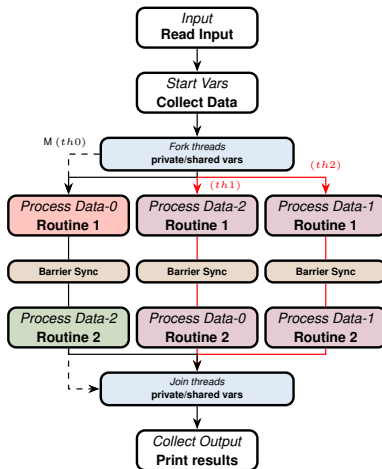 Input
Read Input
Start Vars
Collect Data
M (th0)
Fork threads
private/shared vars
(th1)
(th2)
Process Data-0
Routine 1
Process Data-2
Routine 1
Process Data-1
Routine 1
Barrier Sync
Barrier Sync
Barrier Sync
Process Data-2
Routine 2
Process Data-0
Routine 2
Process Data-1
Routine 2
Join threads
private/shared vars
Collect Output
Print results